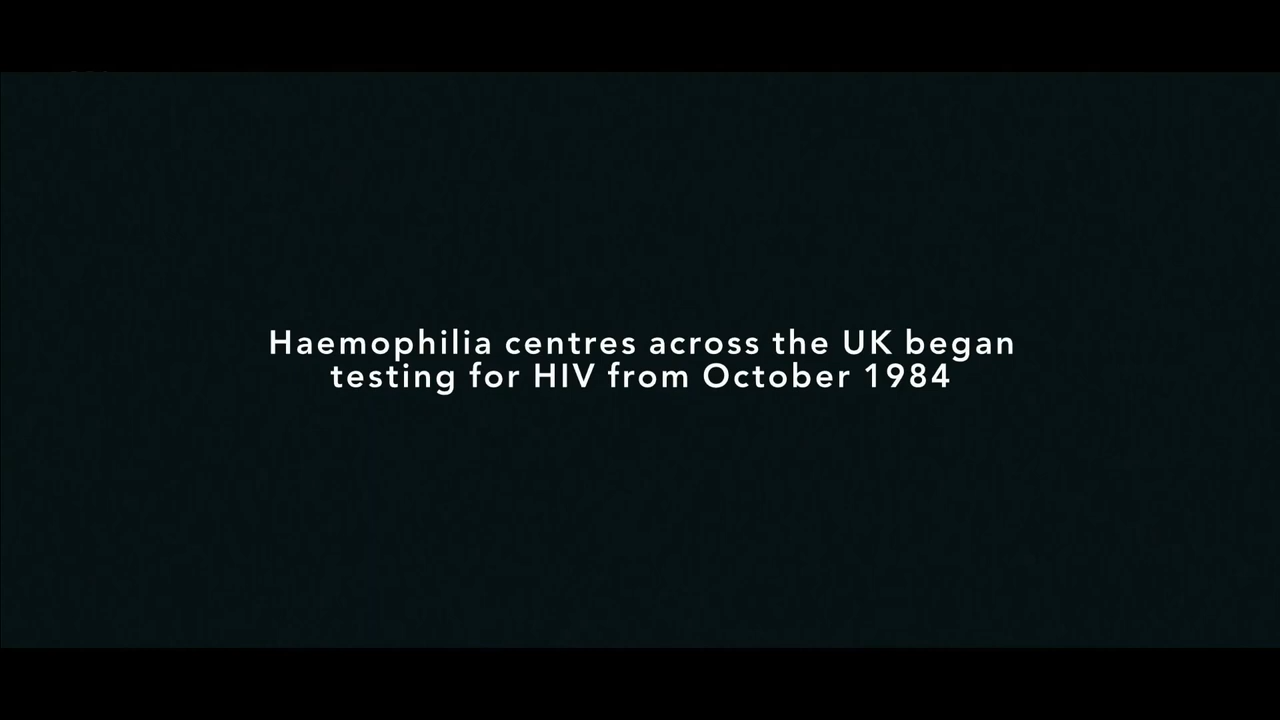 Haemophilia centres across the UK began
testing for HIV from October 1984